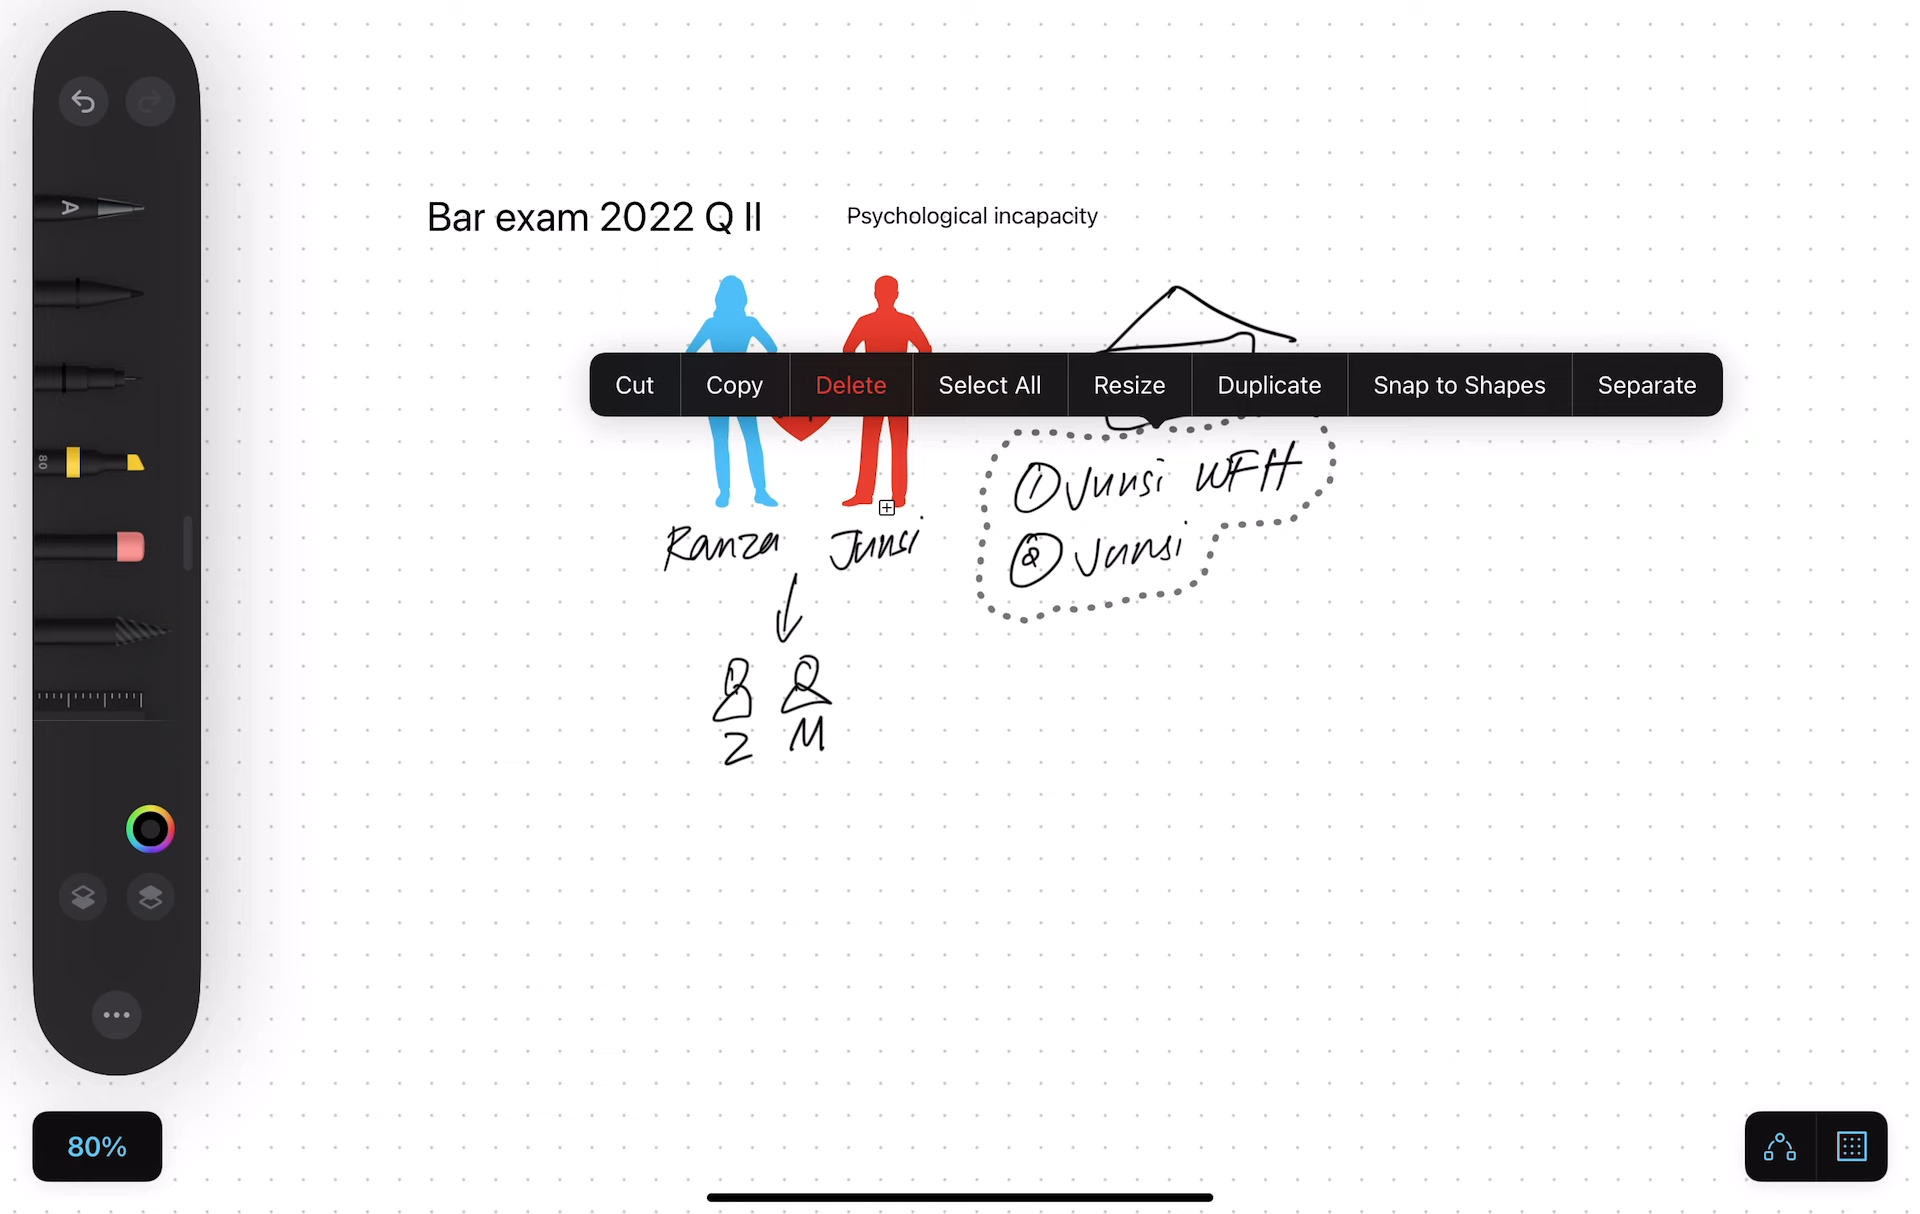 Bar exam 2022 Q II
Psychological incapacity
Cut Copy Delete Select All Resize Duplicate Snap to Shapes Separate
① Junsi WFH
② Junsi
Ranza
Junsi
Z
M
A
80
80%